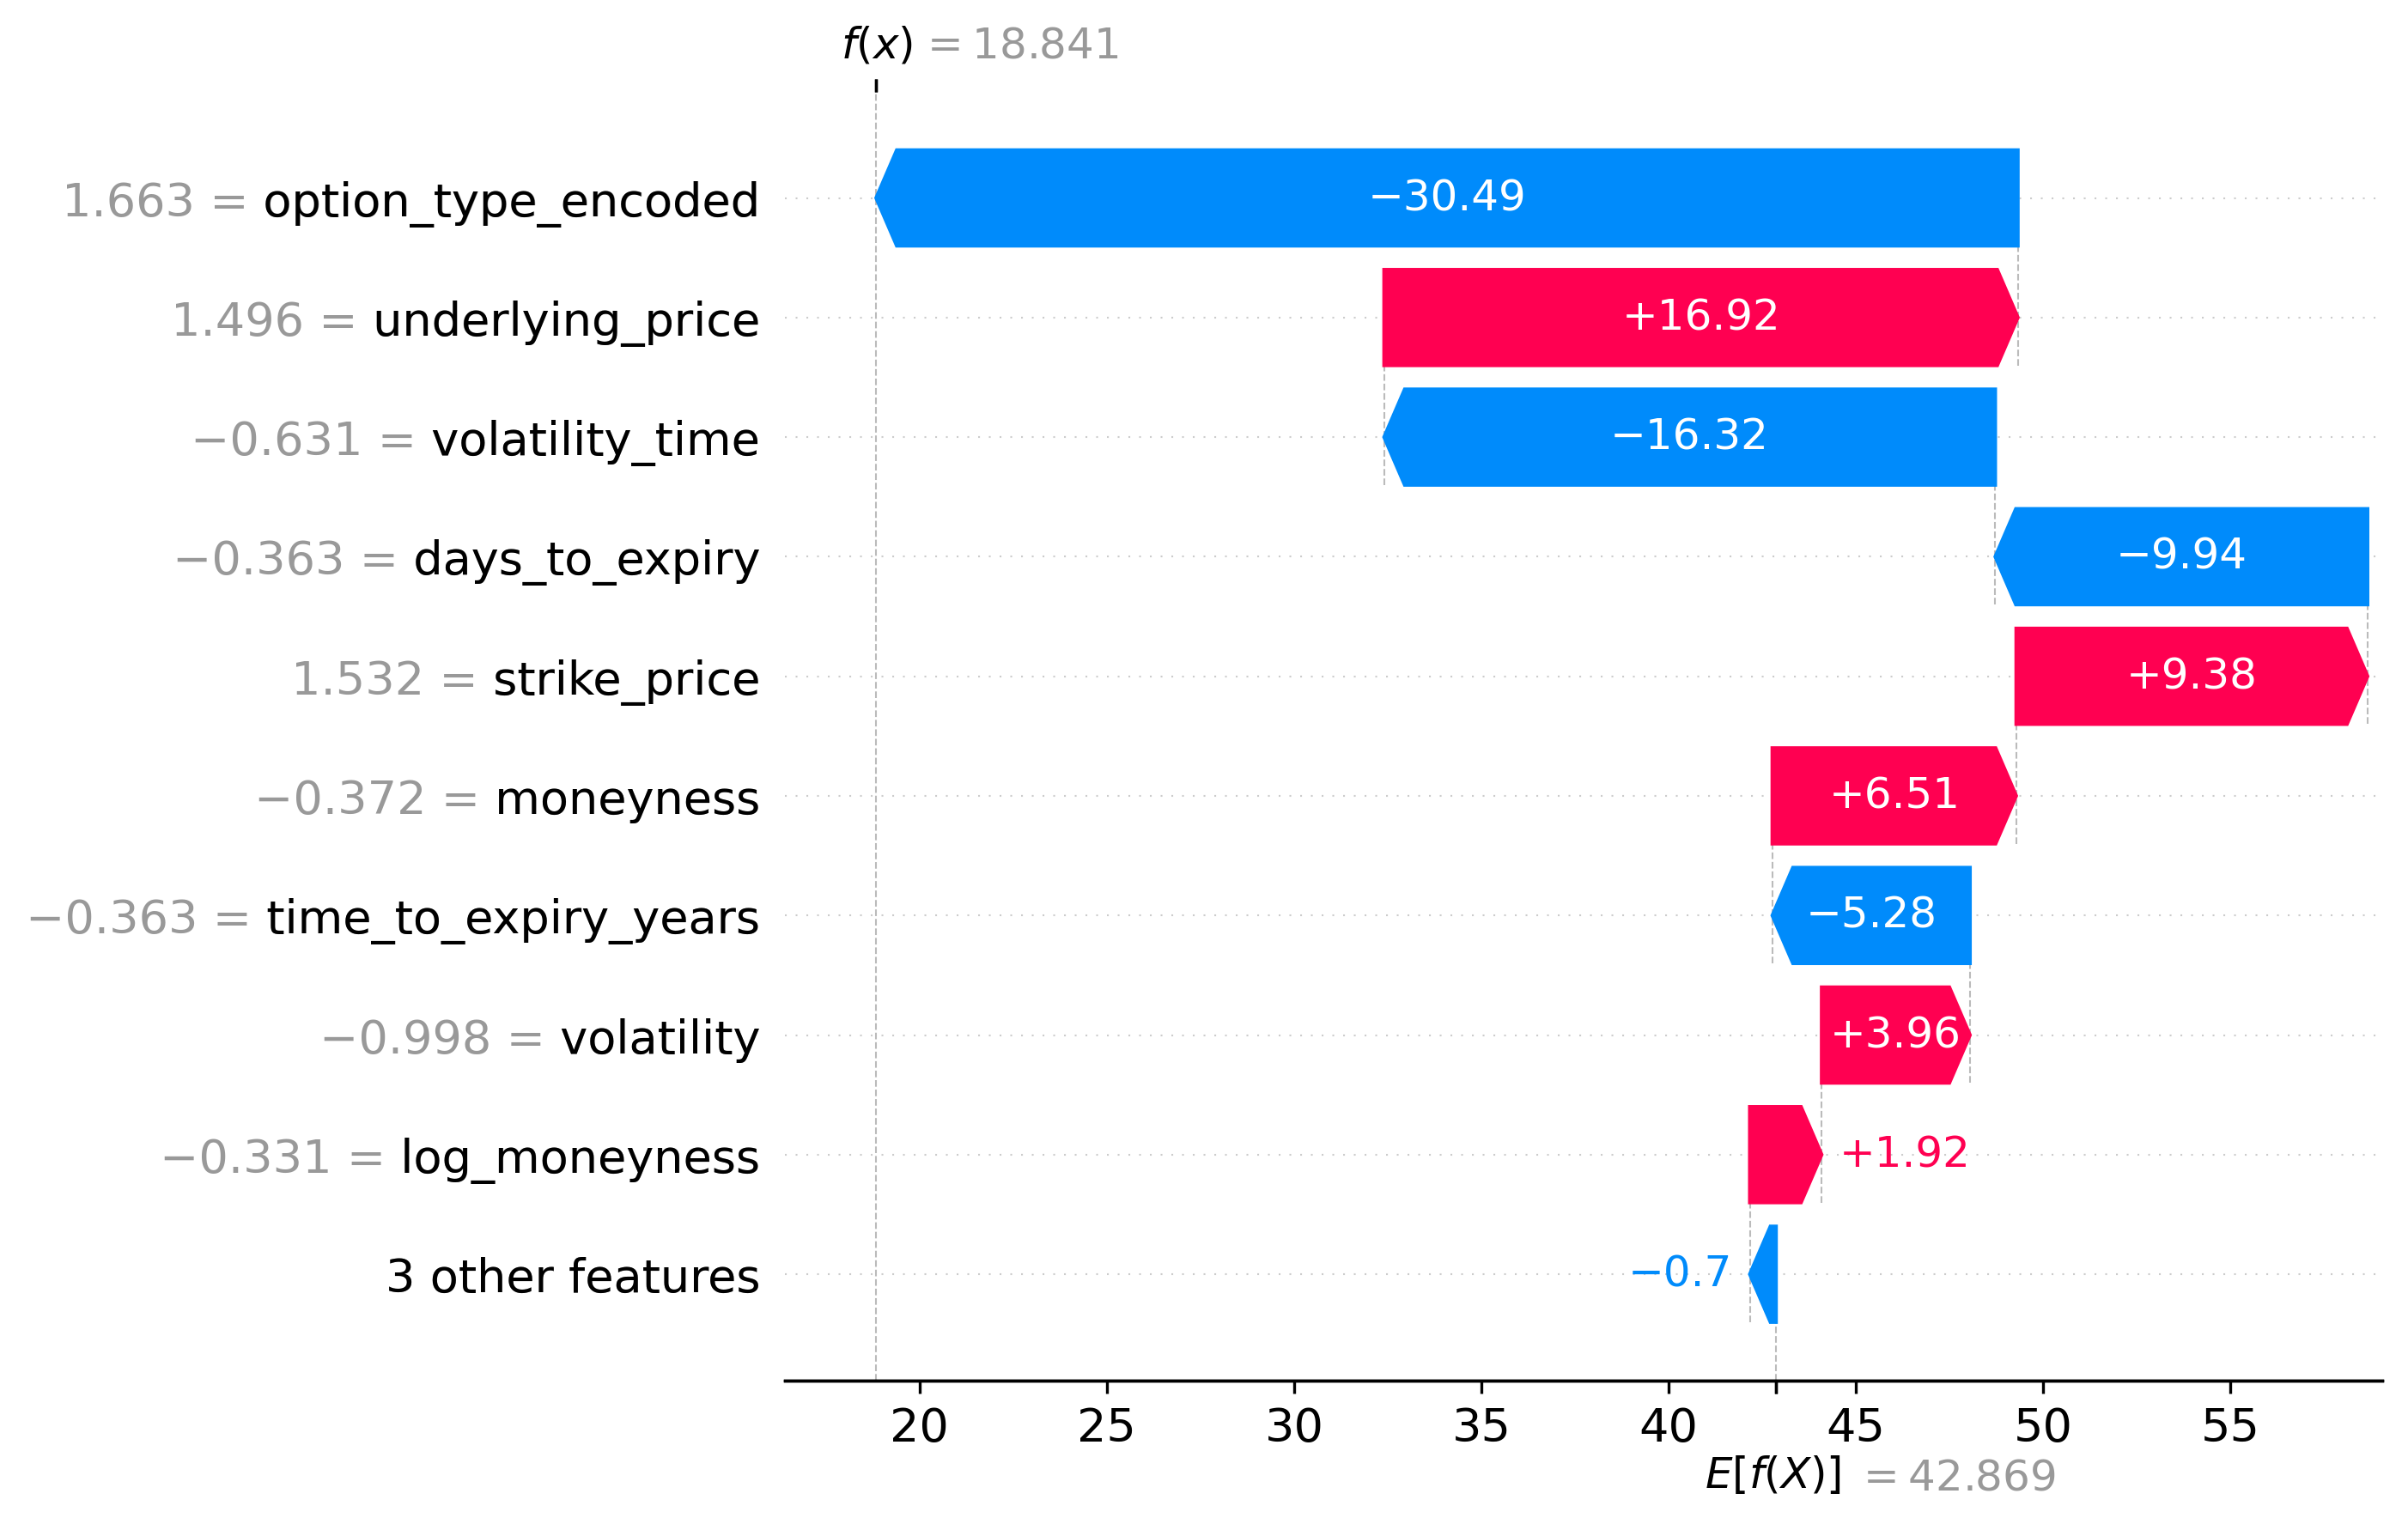 f(x) = 18.841
1.663 = option_type_encoded −30.49
1.496 = underlying_price +16.92
−0.631 = volatility_time −16.32
−0.363 = days_to_expiry −9.94
1.532 = strike_price +9.38
−0.372 = moneyness +6.51
−0.363 = time_to_expiry_years −5.28
−0.998 = volatility +3.96
−0.331 = log_moneyness +1.92
3 other features −0.7
20 25 30 35 40 45 50 55
E[f(X)] = 42.869